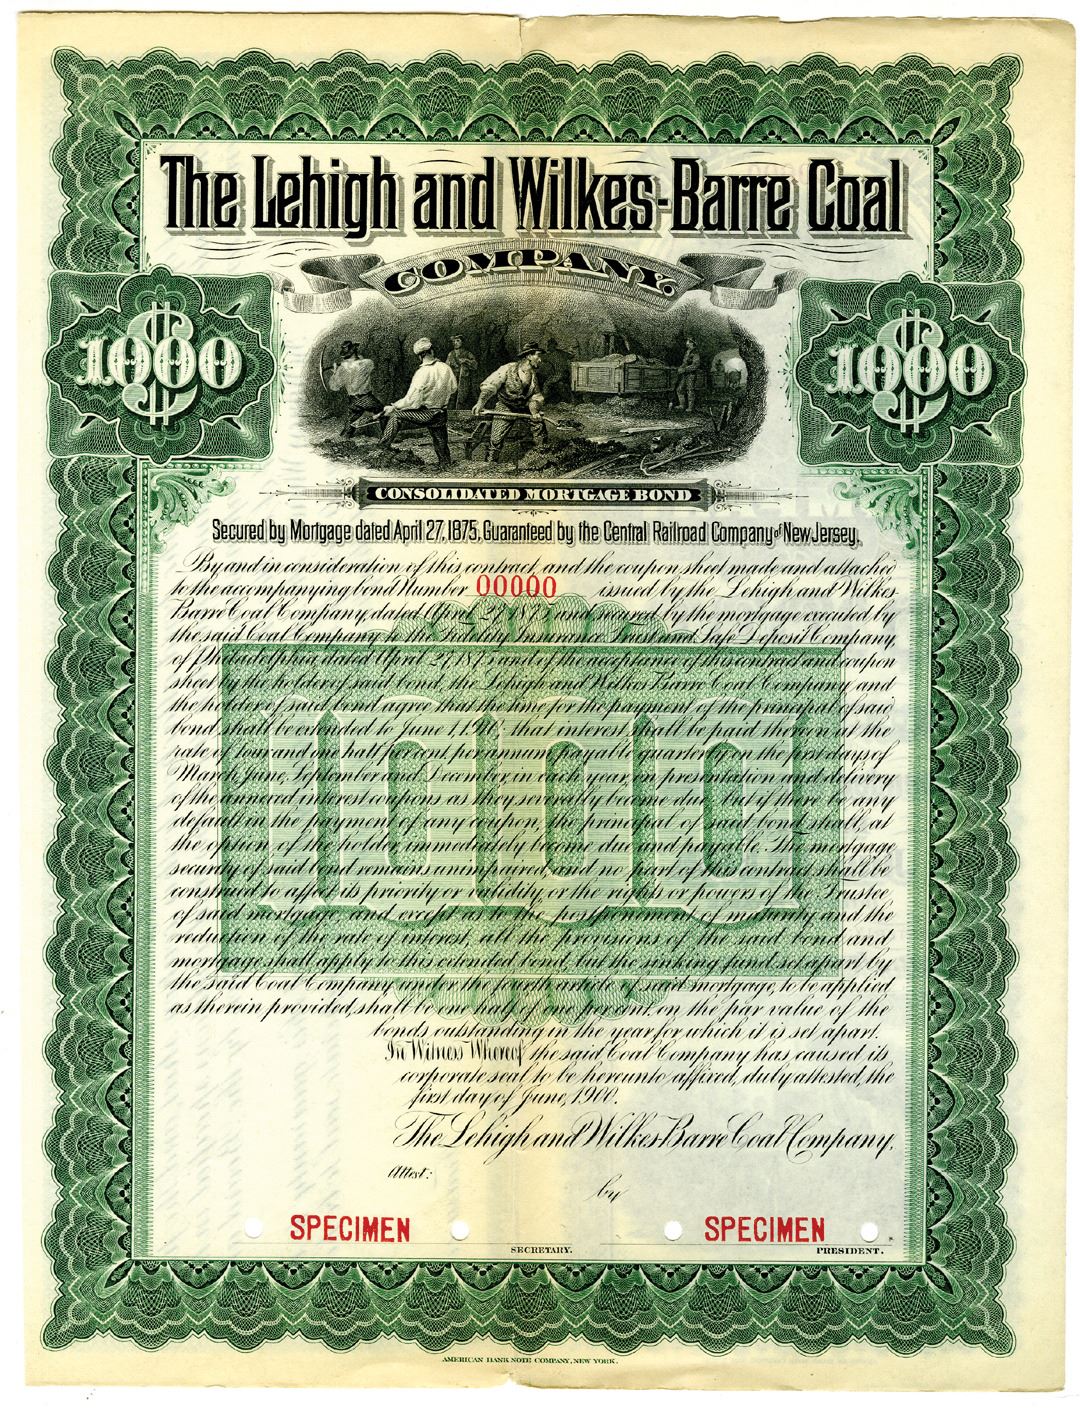 The Lehigh and Wilkes-Barre Coal
COMPANY.
$1000
$1000
CONSOLIDATED MORTGAGE BOND
Secured by Mortgage dated April 27, 1875, Guaranteed by the Central Railroad Company of New Jersey.
By and in consideration of this contract, and the coupon sheet made and attached
to the accompanying bond Number 00000 issued by the Lehigh and Wilkes-
Barre Coal Company, dated April 27, 1875 and secured by the mortgage executed by
the said Coal Company to the Fidelity Insurance Trust and Safe Deposit Company
of Philadelphia, dated April 27, 1875 and of the acceptance of this contract and coupon
sheet by the holder of said bond, the Lehigh and Wilkes Barre Coal Company, and
the holder of said bond agree that the time for the payment of the principal of said
bond shall be extended to June 1, that interest shall be paid thereon at the
rate of four and one half per cent. per annum, payable quarterly on the first days of
March, June, September and December, in each year, on presentation and delivery
of the annexed interest coupons as they severally become due, but if there be any
default in the payment of any coupon, the principal of said bond shall, at
the option of the holder, immediately become due and payable. The mortgage
security of said bond remains unimpaired, and no part of this contract shall be
construed to affect its priority or validity, or the rights or powers of the Trustee
of said mortgage, and except as to the postponement of maturity and the
reduction of the rate of interest, all the provisions of the said bond and
mortgage shall apply to this extended bond, but the sinking fund set apart by
the said Coal Company under the fourth article of said mortgage, to be applied
as therein provided, shall be one half of one per cent. on the par value of the
bonds outstanding in the year for which it is set apart.
In Witness Whereof the said Coal Company has caused its
corporate seal to be hereunto affixed, duly attested, the
first day of June, 1900.
The Lehigh and Wilkes-Barre Coal Company,
Attest:
by
SPECIMEN
SPECIMEN
SECRETARY.
PRESIDENT.
AMERICAN BANK NOTE COMPANY, NEW YORK.